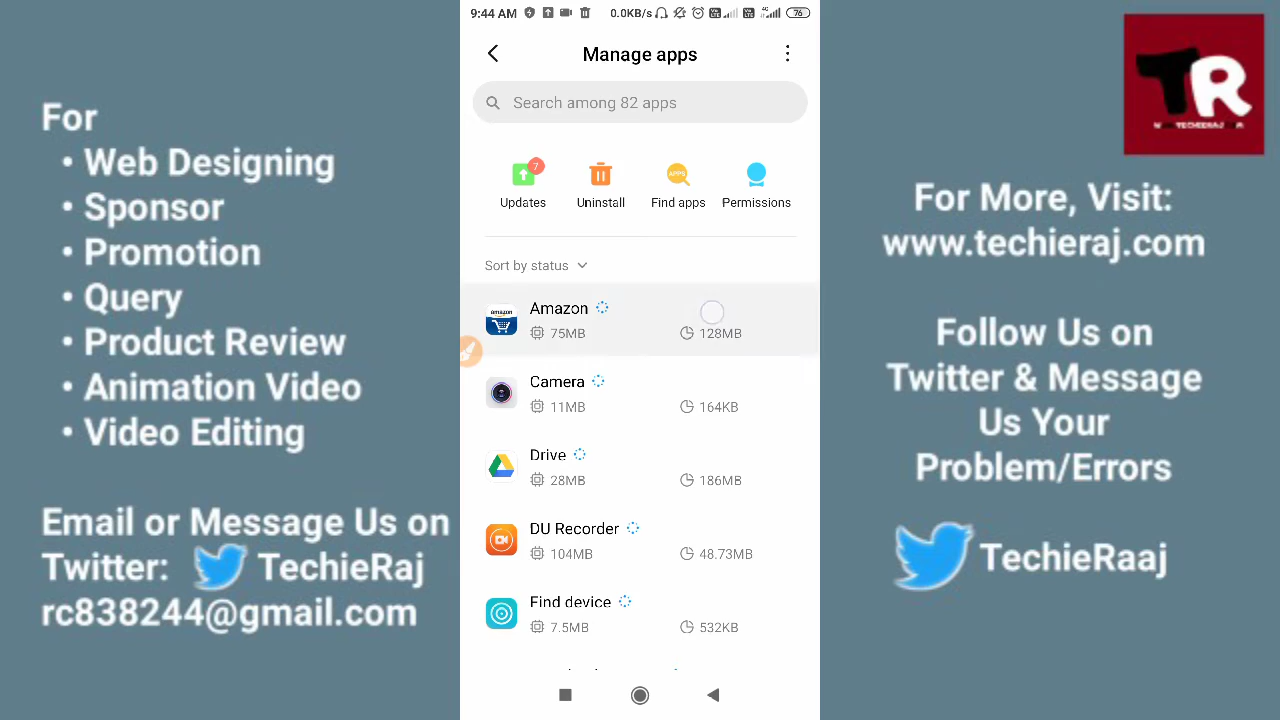 For
• Web Designing
• Sponsor
• Promotion
• Query
• Product Review
• Animation Video
• Video Editing
Email or Message Us on
Twitter: TechieRaj
rc838244@gmail.com
9:44 AM 0.0KB/s 76
Manage apps
Search among 82 apps
7
APPS
Updates Uninstall Find apps Permissions
Sort by status
amazon
Amazon
75MB 128MB
Camera
11MB 164KB
Drive
28MB 186MB
DU Recorder
104MB 48.73MB
Find device
7.5MB 532KB
TR
For More, Visit:
www.techieraj.com
Follow Us on
Twitter & Message
Us Your
Problem/Errors
TechieRaaj